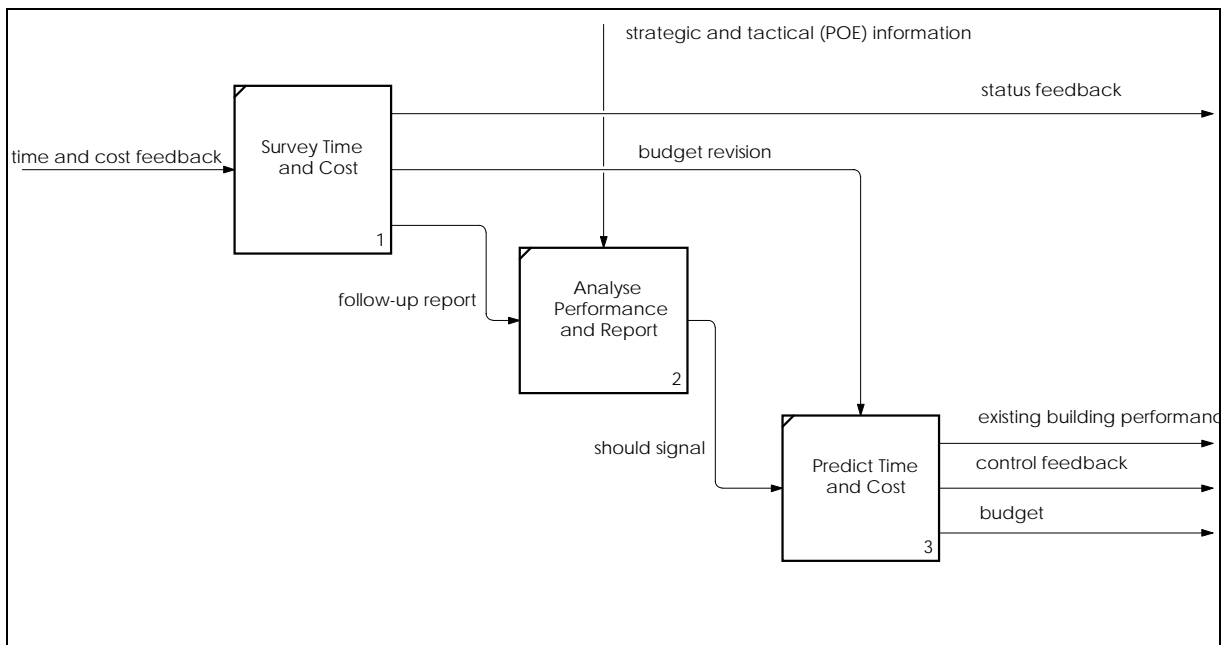 strategic and tactical (POE) information
status feedback
time and cost feedback
Survey Time
and Cost
1
budget revision
follow-up report
Analyse
Performance
and Report
2
should signal
Predict Time
and Cost
3
existing building performanc
control feedback
budget